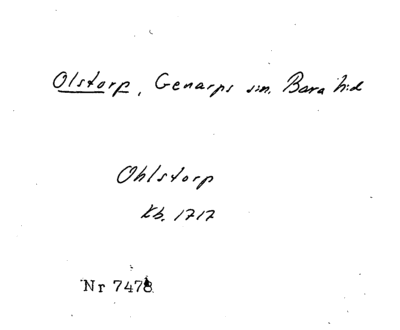 Olstorp, Genarps sn. Bara hd
Ohlstorp
Kb. 1717
Nr 7478